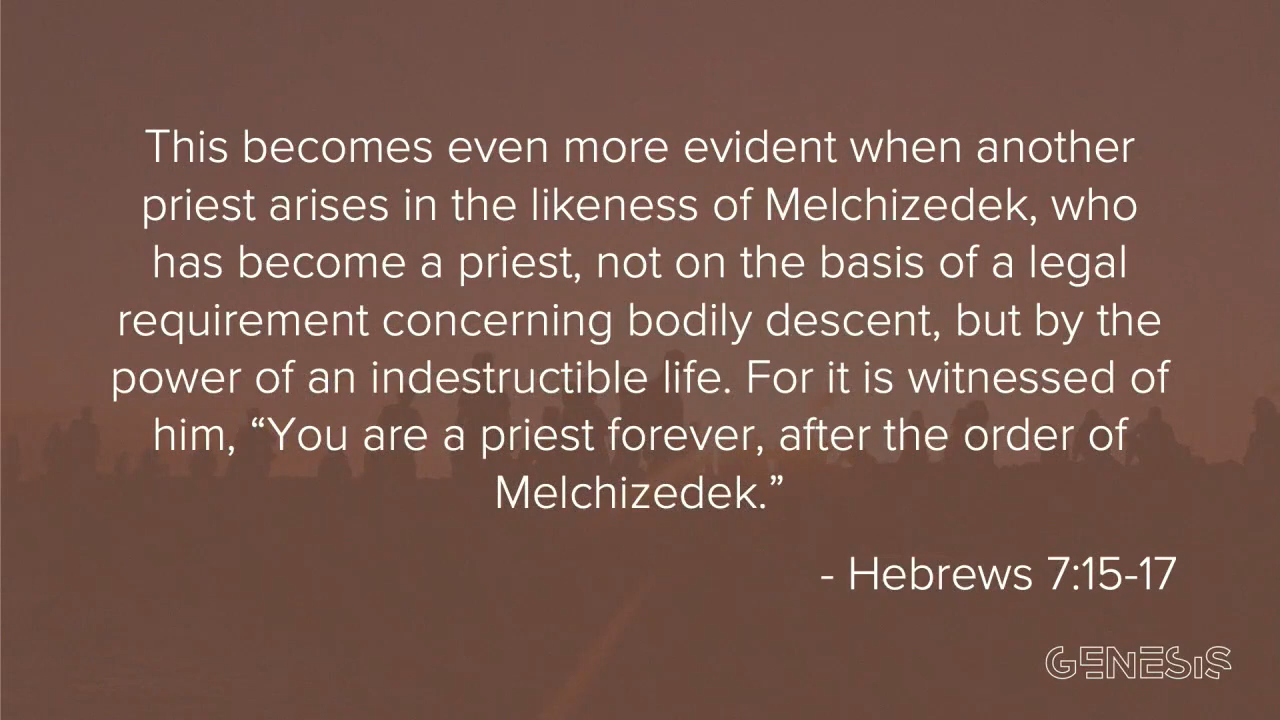 This becomes even more evident when another
priest arises in the likeness of Melchizedek, who
has become a priest, not on the basis of a legal
requirement concerning bodily descent, but by the
power of an indestructible life. For it is witnessed of
him, “You are a priest forever, after the order of
Melchizedek.”
- Hebrews 7:15-17
GENESIS